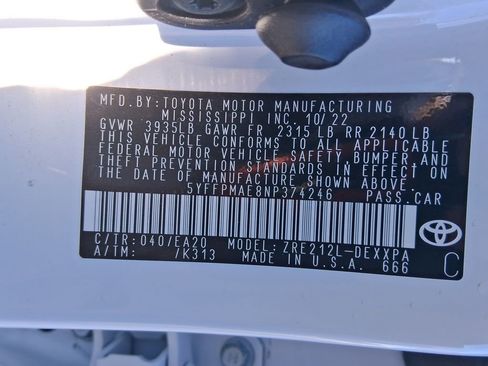 MFD.BY: TOYOTA MOTOR MANUFACTURING
MISSISSIPPI INC. 10/22
GVWR 3935LB GAWR FR 2315 LB RR 2140 LB
THIS VEHICLE CONFORMS TO ALL APPLICABLE
FEDERAL MOTOR VEHICLE SAFETY, BUMPER, AND
THEFT PREVENTION STANDARDS IN EFFECT ON
THE DATE OF MANUFACTURE SHOWN ABOVE.
5YFFPMAE8NP374246 PASS.CAR
C/TR: 040/EA20 MODEL: ZRE212L-DEXXPA
A/TM: /K313 MADE IN U.S.A. 666
TOYOTA
C